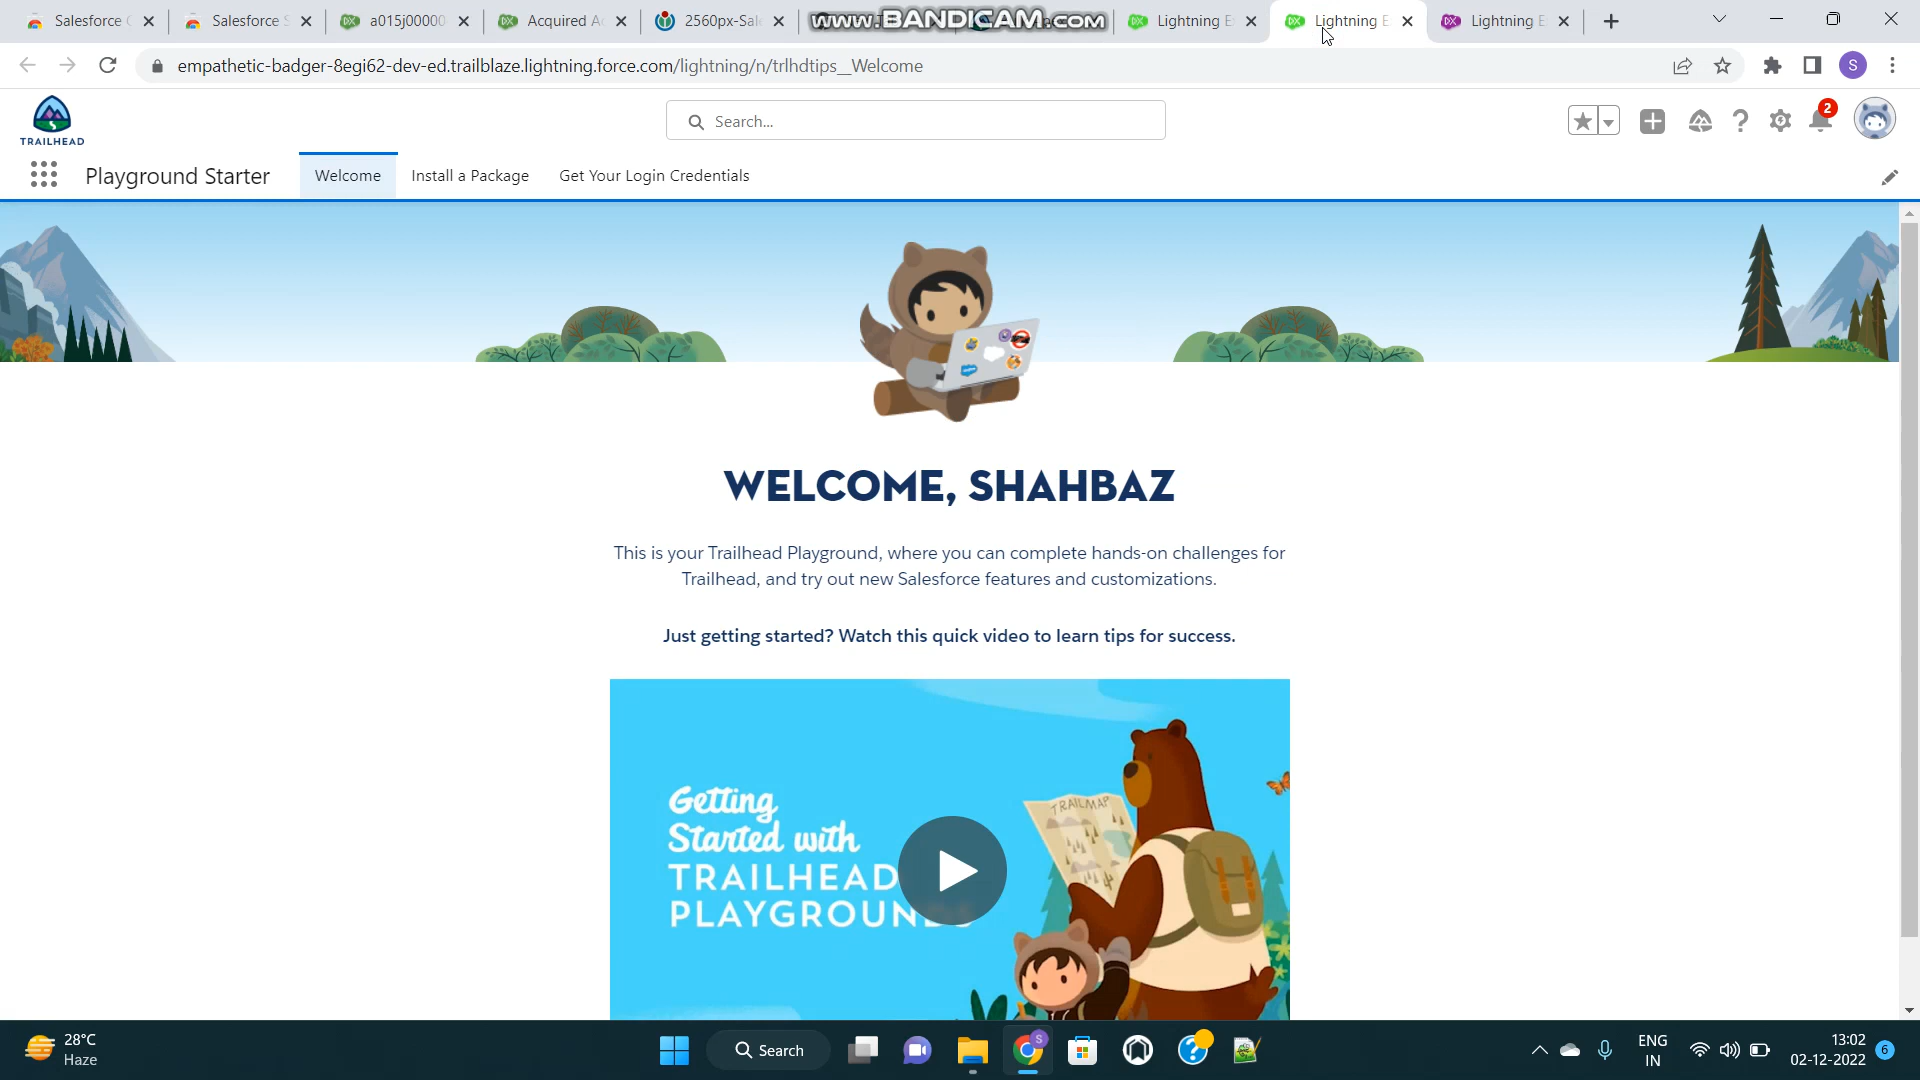 Salesforce
Salesforce S
a015j00000
Acquired A
2560px-Sal
www.BANDICAM.com
Lightning E
Lightning E
Lightning E
empathetic-badger-8egi62-dev-ed.trailblaze.lightning.force.com/lightning/n/trlhdtips__Welcome
S
TRAILHEAD
Search...
2
Playground Starter
Welcome
Install a Package
Get Your Login Credentials
WELCOME, SHAHBAZ
This is your Trailhead Playground, where you can complete hands-on challenges for
Trailhead, and try out new Salesforce features and customizations.
Just getting started? Watch this quick video to learn tips for success.
TRAILMAP
Getting
Started with
TRAILHEAD
PLAYGROUNDS
28°C
Haze
Search
S
ENG
IN
13:02
02-12-2022
6